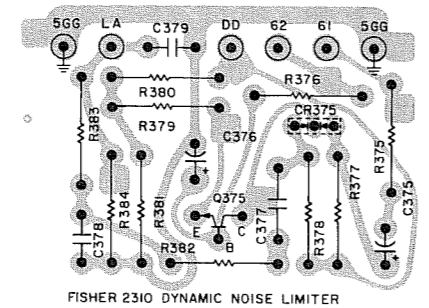 5GG LA C379 DD 62 61 5GG
R380 R376
R383 R379 CR375
C376 R375
R384 R381 Q375 C377 R377 C375
E C
B
C378 R382 R378
FISHER 2310 DYNAMIC NOISE LIMITER